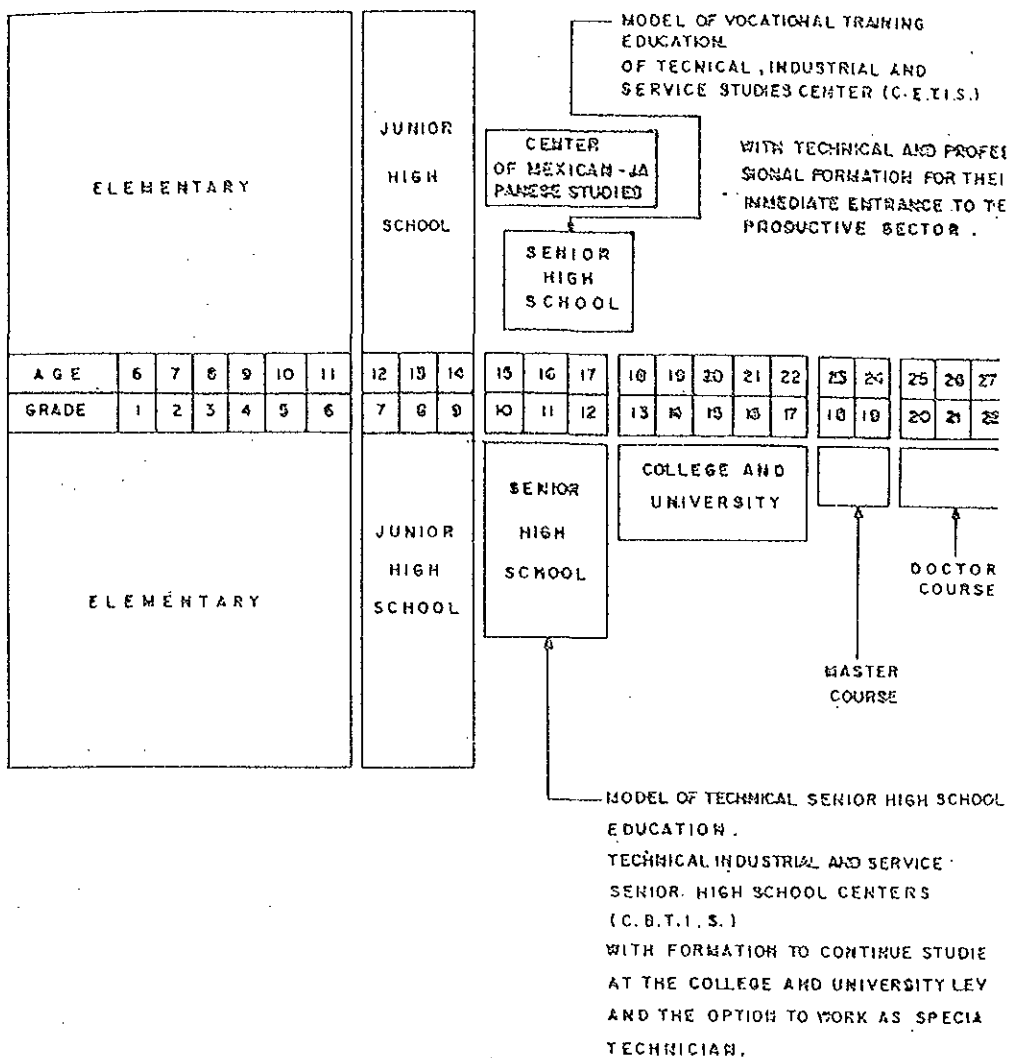 MODEL OF VOCATIONAL TRAINING
EDUCATION
OF TECNICAL, INDUSTRIAL AND
SERVICE STUDIES CENTER (C.E.T.I.S.)
WITH TECHNICAL AND PROFES
SIONAL FORMATION FOR THEI
IMMEDIATE ENTRANCE TO TE
PRODUCTIVE SECTOR.
ELEMENTARY
JUNIOR
HIGH
SCHOOL
CENTER
OF MEXICAN-JA
PANESE STUDIES
SENIOR
HIGH
SCHOOL
AGE 6 7 8 9 10 11 12 13 14 15 16 17 18 19 20 21 22 23 24 25 26 27
GRADE 1 2 3 4 5 6 7 8 9 10 11 12 13 14 15 16 17 18 19 20 21 22
ELEMENTARY
JUNIOR
HIGH
SCHOOL
SENIOR
HIGH
SCHOOL
COLLEGE AND
UNIVERSITY
MASTER
COURSE
DOCTOR
COURSE
MODEL OF TECHNICAL SENIOR HIGH SCHOOL
EDUCATION.
TECHNICAL INDUSTRIAL AND SERVICE
SENIOR HIGH SCHOOL CENTERS
(C.B.T.I.S.)
WITH FORMATION TO CONTINUE STUDIE
AT THE COLLEGE AND UNIVERSITY LEV
AND THE OPTION TO WORK AS SPECIA
TECHNICIAN.